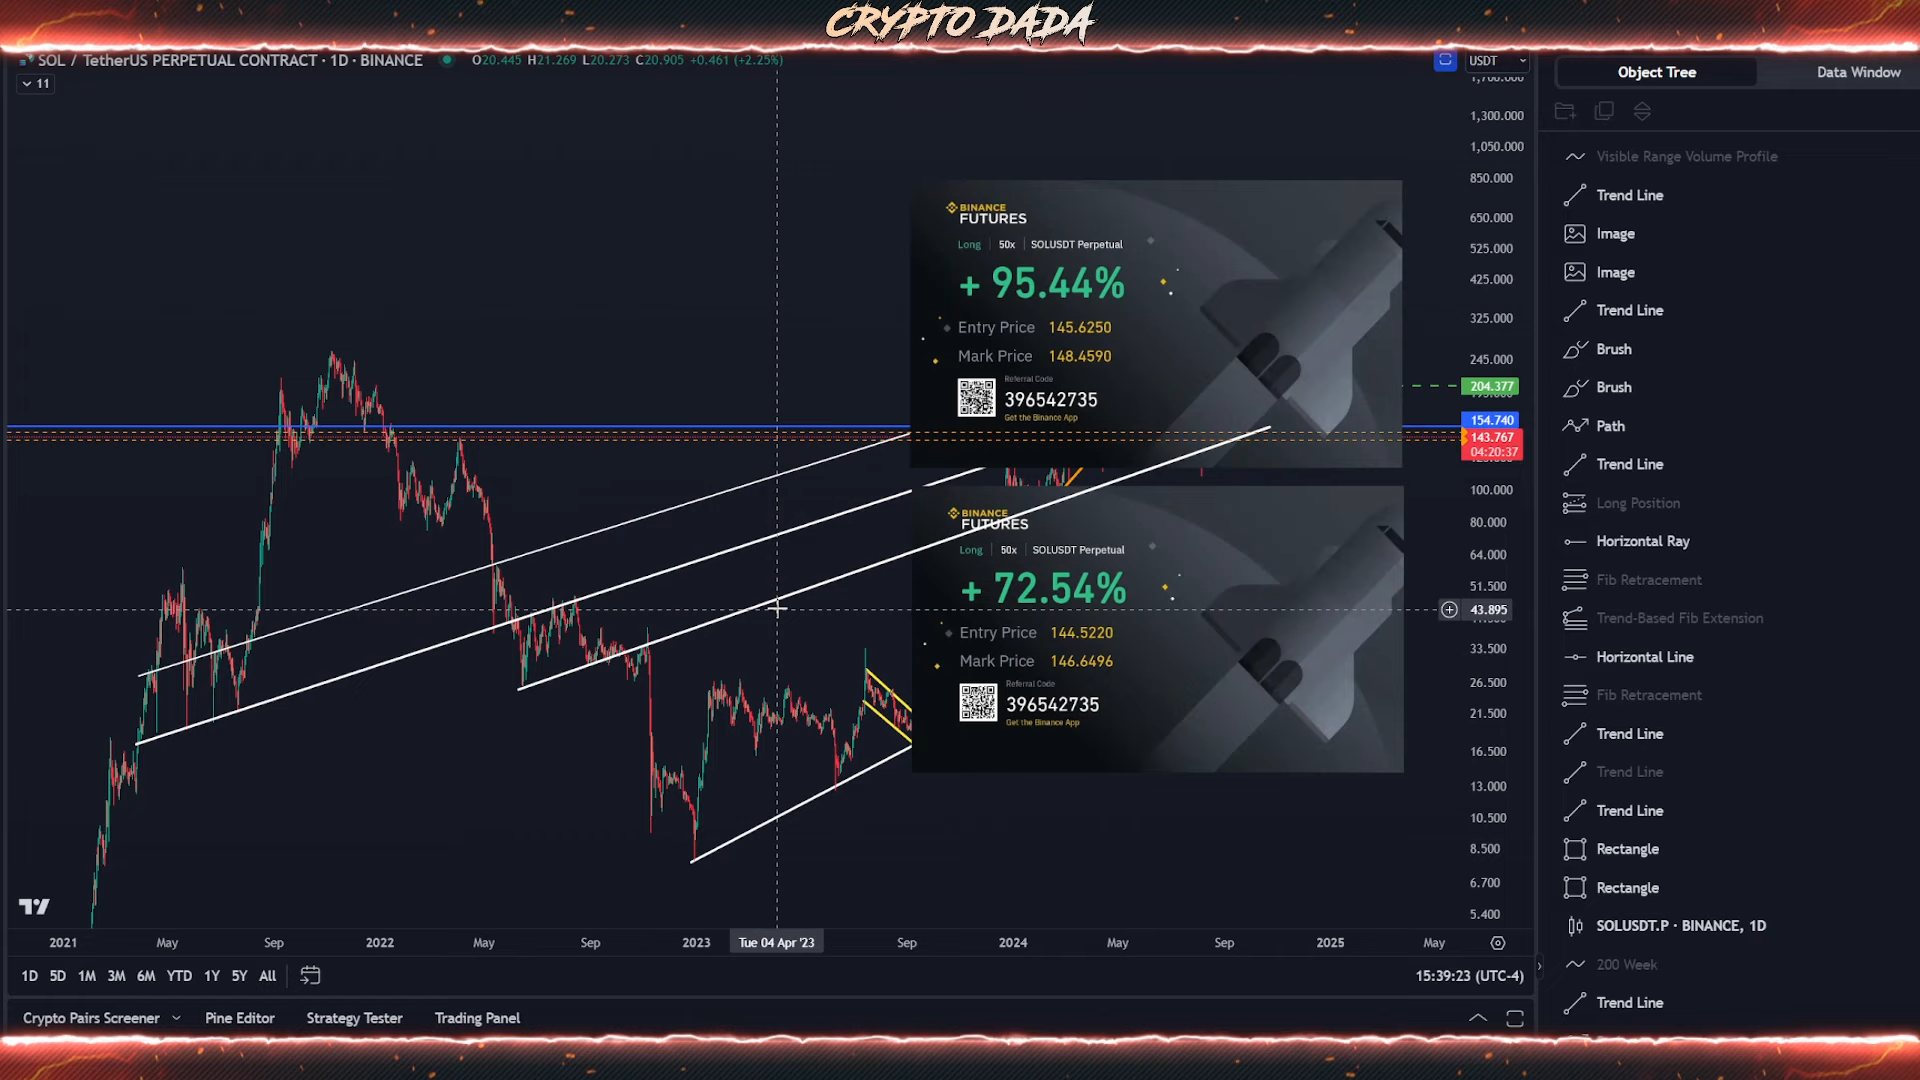 CRYPTO DADA
SOL / TetherUS PERPETUAL CONTRACT · 1D · BINANCE O20.445 H21.269 L20.273 C20.905 +0.461 (+2.25%)
11
USDT
1,300.000
1,050.000
850.000
650.000
525.000
425.000
325.000
245.000
204.377
154.740
143.767
04:20:37
100.000
80.000
64.000
51.500
43.895
33.500
26.500
21.500
16.500
13.000
10.500
8.500
6.700
5.400
BINANCE
FUTURES
Long 50x SOLUSDT Perpetual
+ 95.44%
Entry Price 145.6250
Mark Price 148.4590
Referral Code
396542735
Get the Binance App
BINANCE
FUTURES
Long 50x SOLUSDT Perpetual
+ 72.54%
Entry Price 144.5220
Mark Price 146.6496
Referral Code
396542735
Get the Binance App
2021 May Sep 2022 May Sep 2023 Tue 04 Apr '23 Sep 2024 May Sep 2025 May
1D 5D 1M 3M 6M YTD 1Y 5Y All
15:39:23 (UTC-4)
Crypto Pairs Screener Pine Editor Strategy Tester Trading Panel
Object Tree Data Window
Visible Range Volume Profile
Trend Line
Image
Image
Trend Line
Brush
Brush
Path
Trend Line
Long Position
Horizontal Ray
Fib Retracement
Trend-Based Fib Extension
Horizontal Line
Fib Retracement
Trend Line
Trend Line
Trend Line
Rectangle
Rectangle
SOLUSDT.P · BINANCE, 1D
200 Week
Trend Line